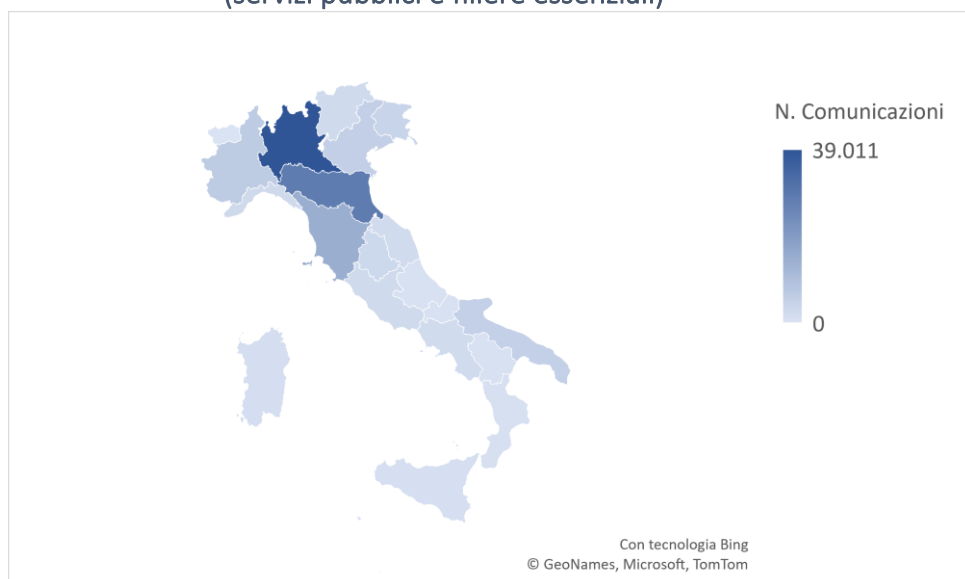 (servizi pubblici e filiere essenziali)
N. Comunicazioni
39.011
0
Con tecnologia Bing
© GeoNames, Microsoft, TomTom